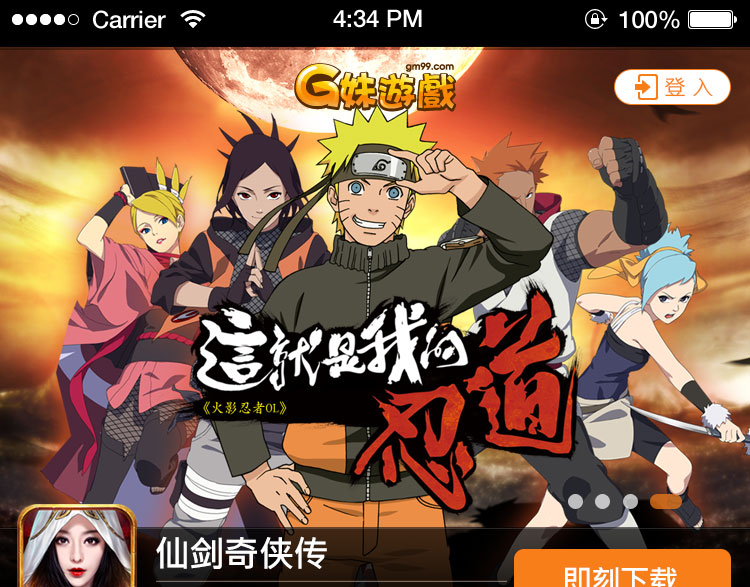 Carrier 4:34 PM 100%
gm99.com
G妹遊戲
登入
這就是我的
忍道
《火影忍者OL》
仙剑奇侠传
即刻下载